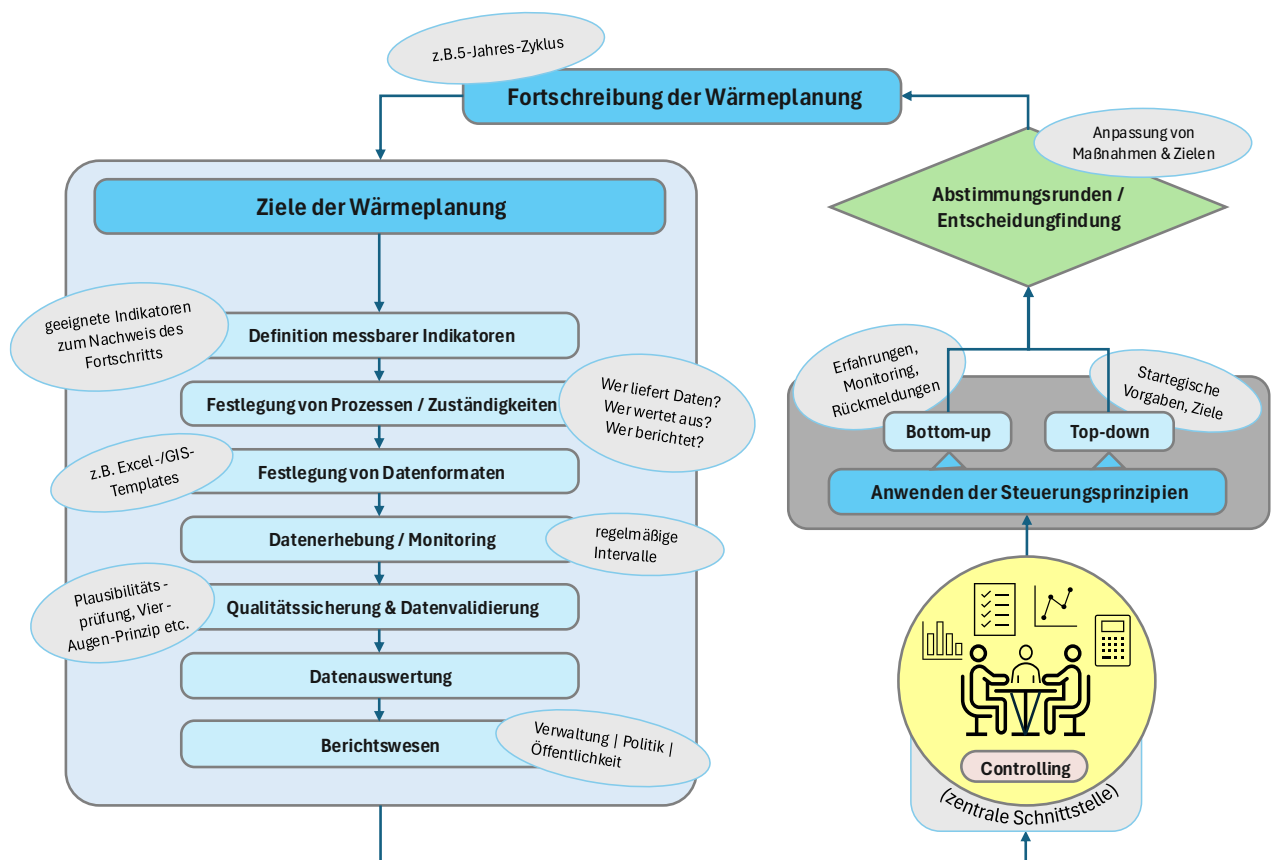 z.B.5-Jahres-Zyklus
Fortschreibung der Wärmeplanung
Anpassung von
Maßnahmen & Zielen
Abstimmungsrunden /
Entscheidungfindung
Ziele der Wärmeplanung
geeignete Indikatoren
zum Nachweis des
Fortschritts
Definition messbarer Indikatoren
Festlegung von Prozessen / Zuständigkeiten
Wer liefert Daten?
Wer wertet aus?
Wer berichtet?
z.B. Excel-/GIS-
Templates
Festlegung von Datenformaten
Datenerhebung / Monitoring
regelmäßige
Intervalle
Plausibilitäts-
prüfung, Vier-
Augen-Prinzip etc.
Qualitätssicherung & Datenvalidierung
Datenauswertung
Berichtswesen
Verwaltung | Politik |
Öffentlichkeit
Erfahrungen,
Monitoring,
Rückmeldungen
Startegische
Vorgaben, Ziele
Bottom-up
Top-down
Anwenden der Steuerungsprinzipien
Controlling
(zentrale Schnittstelle)